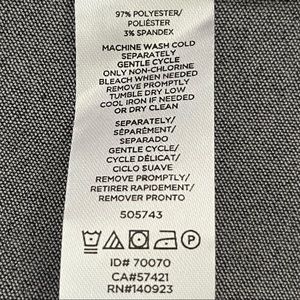 97% POLYESTER/
POLIÉSTER
3% SPANDEX
MACHINE WASH COLD
SEPARATELY
GENTLE CYCLE
ONLY NON-CHLORINE
BLEACH WHEN NEEDED
REMOVE PROMPTLY
TUMBLE DRY LOW
COOL IRON IF NEEDED
OR DRY CLEAN
SEPARATELY/
SÉPARÉMENT/
SEPARADO
GENTLE CYCLE/
CYCLE DÉLICAT/
CICLO SUAVE
REMOVE PROMPTLY/
RETIRER RAPIDEMENT/
REMOVER PRONTO
505743
ID# 70070
CA#57421
RN#140923